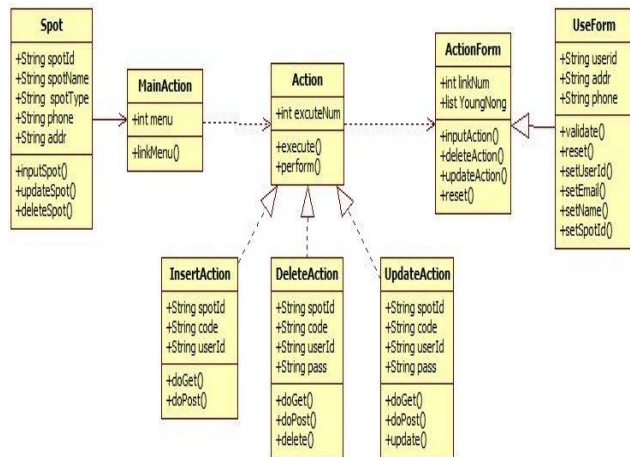 Spot
+String spotId
+String spotName
+String spotType
+String phone
+String addr
+inputSpot()
+updateSpot()
+deleteSpot()
MainAction
+int menu
+linkMenu()
Action
+int excuteNum
+execute()
+perform()
ActionForm
+int linkNum
+list YoungNong
+inputAction()
+deleteAction()
+updateAction()
+reset()
UseForm
+String userid
+String addr
+String phone
+validate()
+reset()
+setUserId()
+setEmail()
+setName()
+setSpotId()
InsertAction
+String spotId
+String code
+String userId
+doGet()
+doPost()
DeleteAction
+String spotId
+String code
+String userId
+String pass
+doGet()
+doPost()
+delete()
UpdateAction
+String spotId
+String code
+String userId
+String pass
+doGet()
+doPost()
+update()